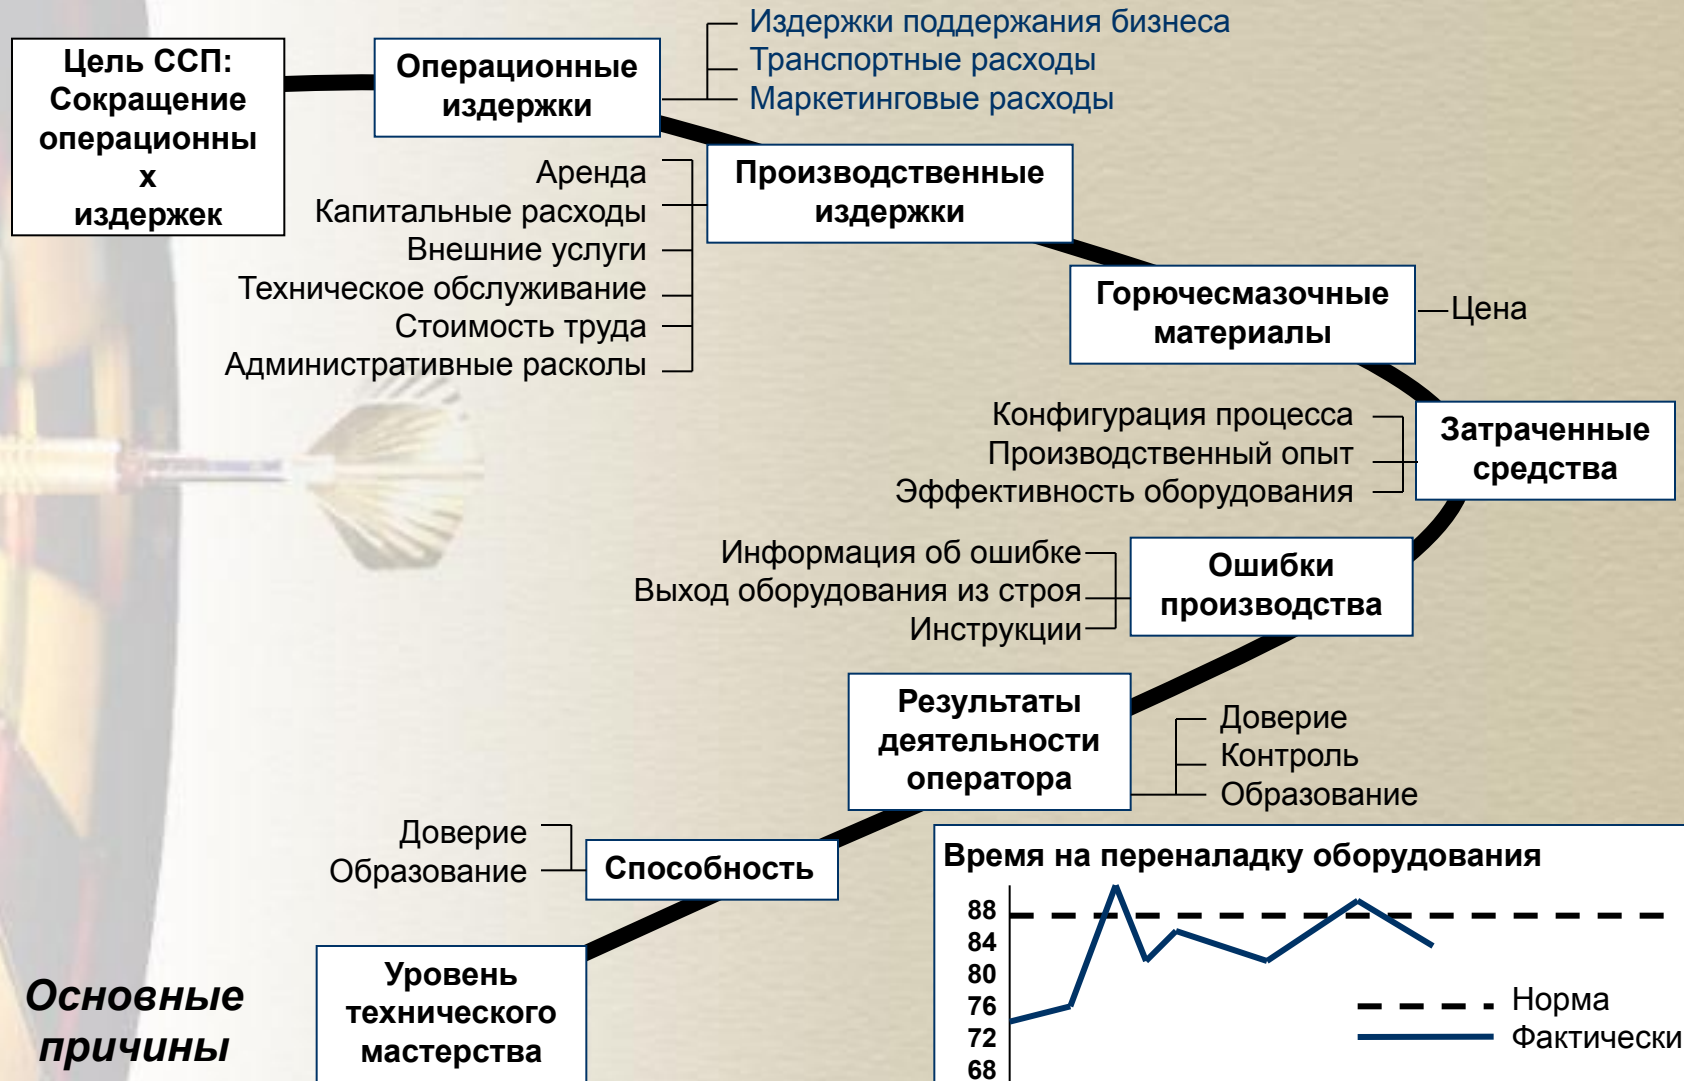 Издержки поддержания бизнеса
Транспортные расходы
Маркетинговые расходы
Цель ССП:
Сокращение
операционны
х
издержек
Операционные
издержки
Аренда
Капитальные расходы
Внешние услуги
Техническое обслуживание
Стоимость труда
Административные расколы
Производственные
издержки
Горючесмазочные
материалы
Цена
Конфигурация процесса
Производственный опыт
Эффективность оборудования
Затраченные
средства
Информация об ошибке
Выход оборудования из строя
Инструкции
Ошибки
производства
Результаты
деятельности
оператора
Доверие
Контроль
Образование
Доверие
Образование
Способность
Время на переналадку оборудования
88
84
80
76
72
68
Норма
Фактически
Уровень
технического
мастерства
Основные
причины